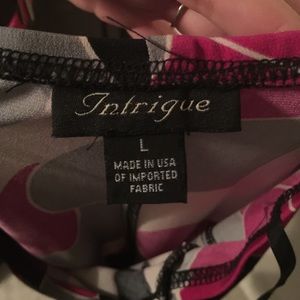 Intrigue
L
MADE IN USA
OF IMPORTED
FABRIC